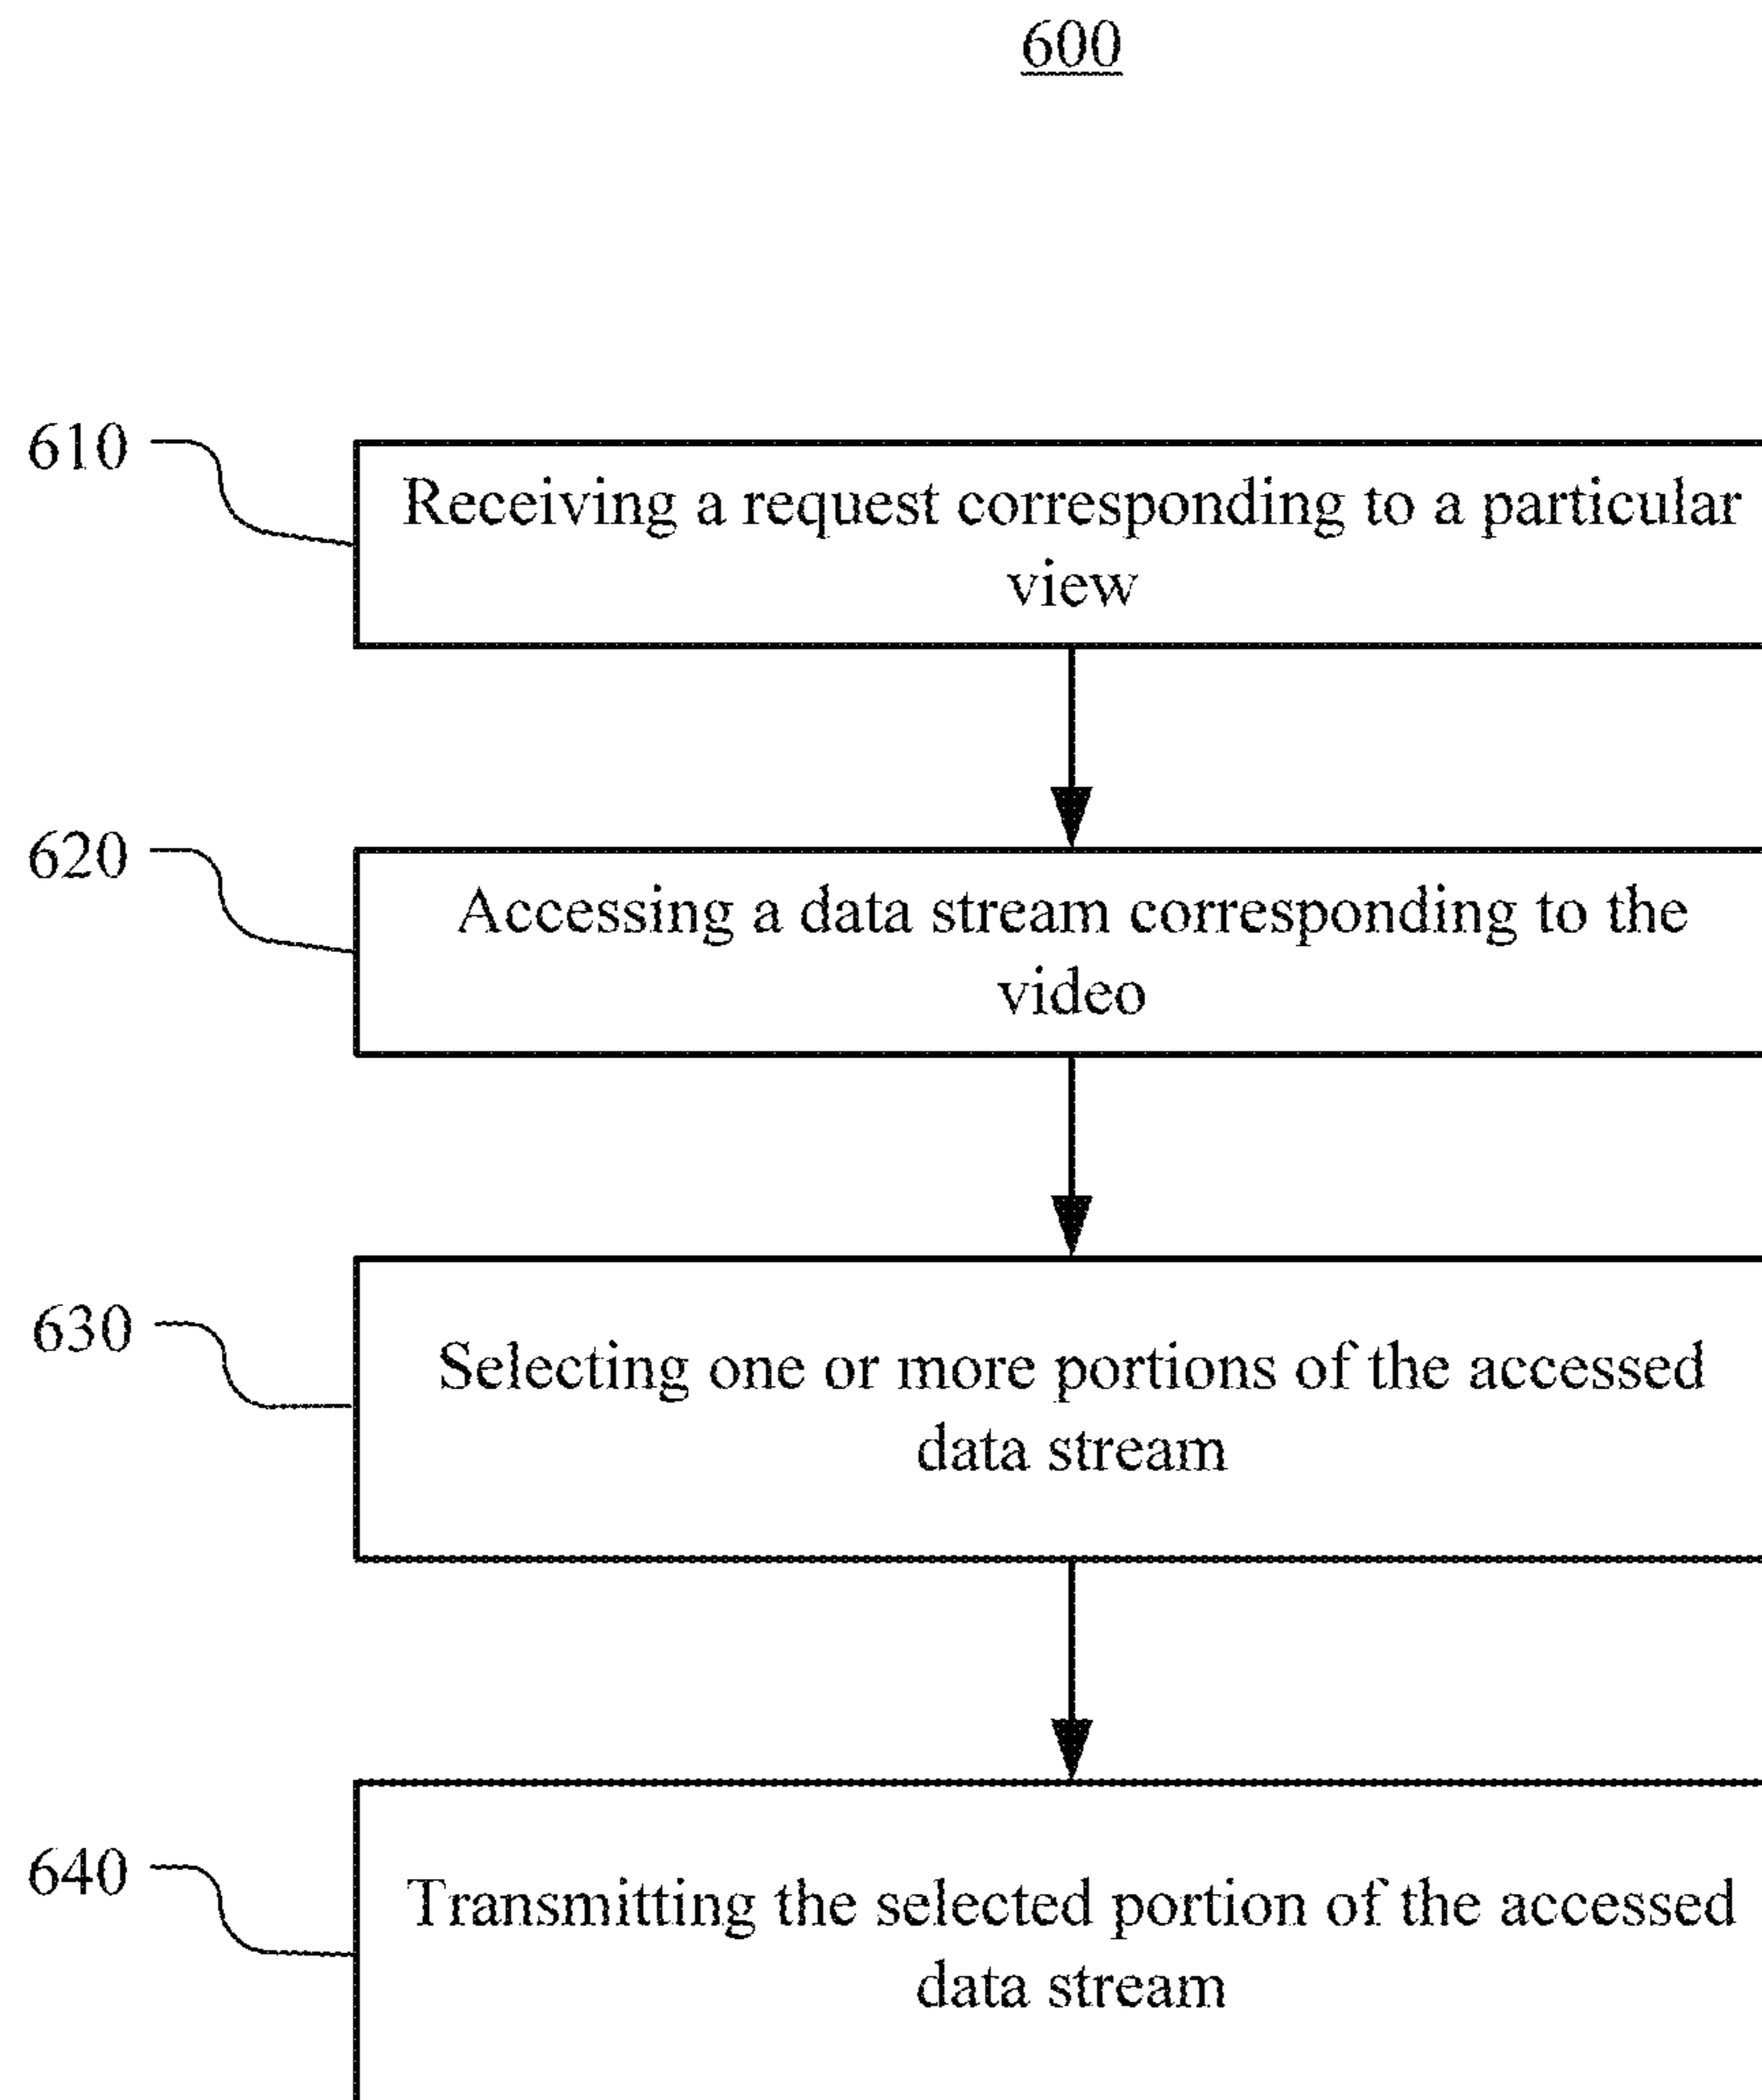 600
610
Receiving a request corresponding to a particular
view
620
Accessing a data stream corresponding to the
video
630
Selecting one or more portions of the accessed
data stream
640
Transmitting the selected portion of the accessed
data stream